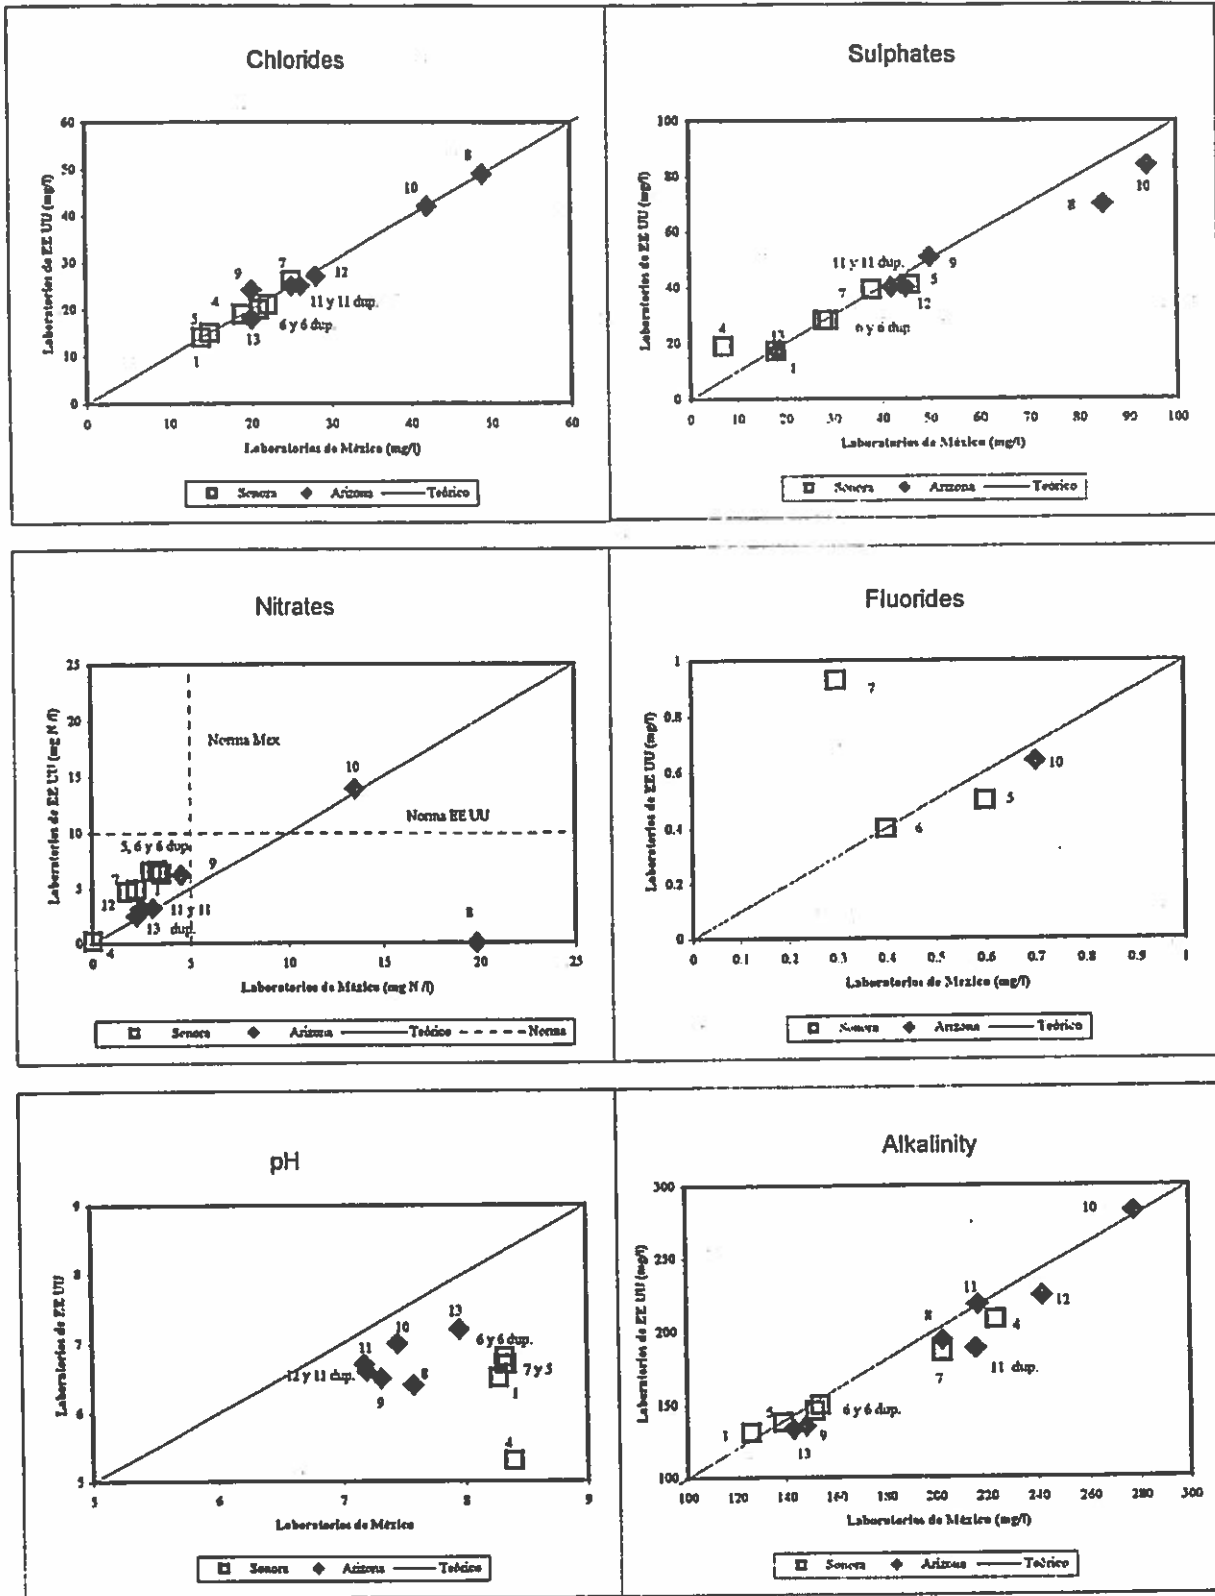 Chlorides
Laboratorios de EE UU (mg/l)
60
50
40
30
20
10
0
8
10
7
9
12
4
11 y 11 dup.
5
6 y 6 dup.
13
1
0 10 20 30 40 50 60
Laboratorios de México (mg/l)
Sonora Arizona Teórico
Sulphates
Laboratorios de EE UU (mg/l)
100
80
60
40
20
0
10
8
11 y 11 dup.
9
5
7
12
4
13
6 y 6 dup
1
0 10 20 30 40 50 60 70 80 90 100
Laboratorios de México (mg/l)
Sonora Arizona Teórico
Nitrates
Laboratorios de EE UU (mg N /l)
25
20
15
10
5
0
Norma Mex
10
Norma EE UU
5, 6 y 6 dup
9
7
12
11 y 11
13 dup.
8
4
0 5 10 15 20 25
Laboratorios de México (mg N /l)
Sonora Arizona Teórico Norma
Fluorides
Laboratorios de EE UU (mg/l)
1
0.8
0.6
0.4
0.2
0
7
10
5
6
0 0.1 0.2 0.3 0.4 0.5 0.6 0.7 0.8 0.9 1
Laboratorios de Mexico (mg/l)
Sonora Arizona Teórico
pH
Laboratorios de EE UU
9
8
7
6
5
13
10
6 y 6 dup.
11
7 y 5
12 y 11 dup.
8
1
9
4
5 6 7 8 9
Laboratorios de México
Sonora Arizona Teórico
Alkalinity
Laboratorios de EE UU (mg/l)
300
250
200
150
100
10
11
12
8
4
11 dup.
7
5
6 y 6 dup.
1
9
13
100 120 140 160 180 200 220 240 260 280 300
Laboratorios de México (mg/l)
Sonora Arizona Teórico